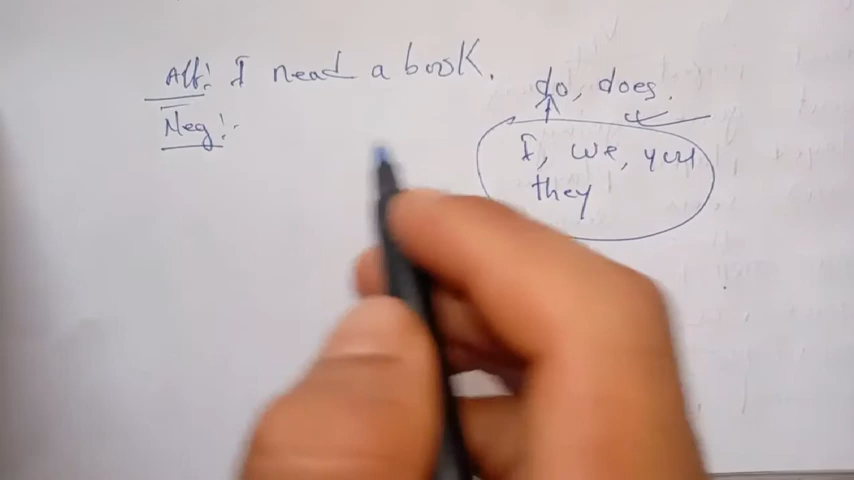 Aff: I need a book.
do, does.
Neg:-
I, we, you
they